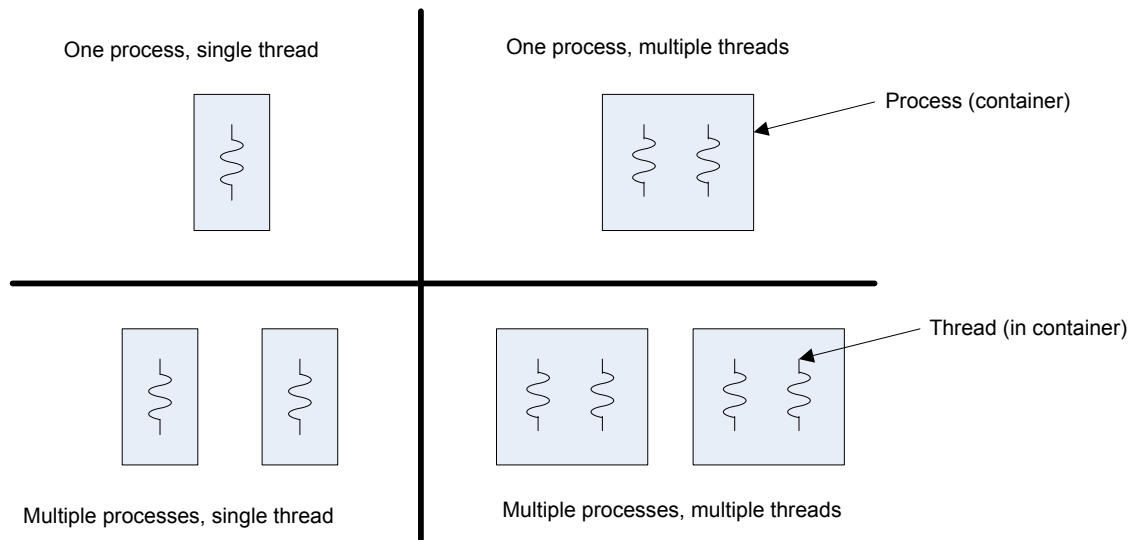 One process, single thread
One process, multiple threads
Process (container)
Thread (in container)
Multiple processes, single thread
Multiple processes, multiple threads